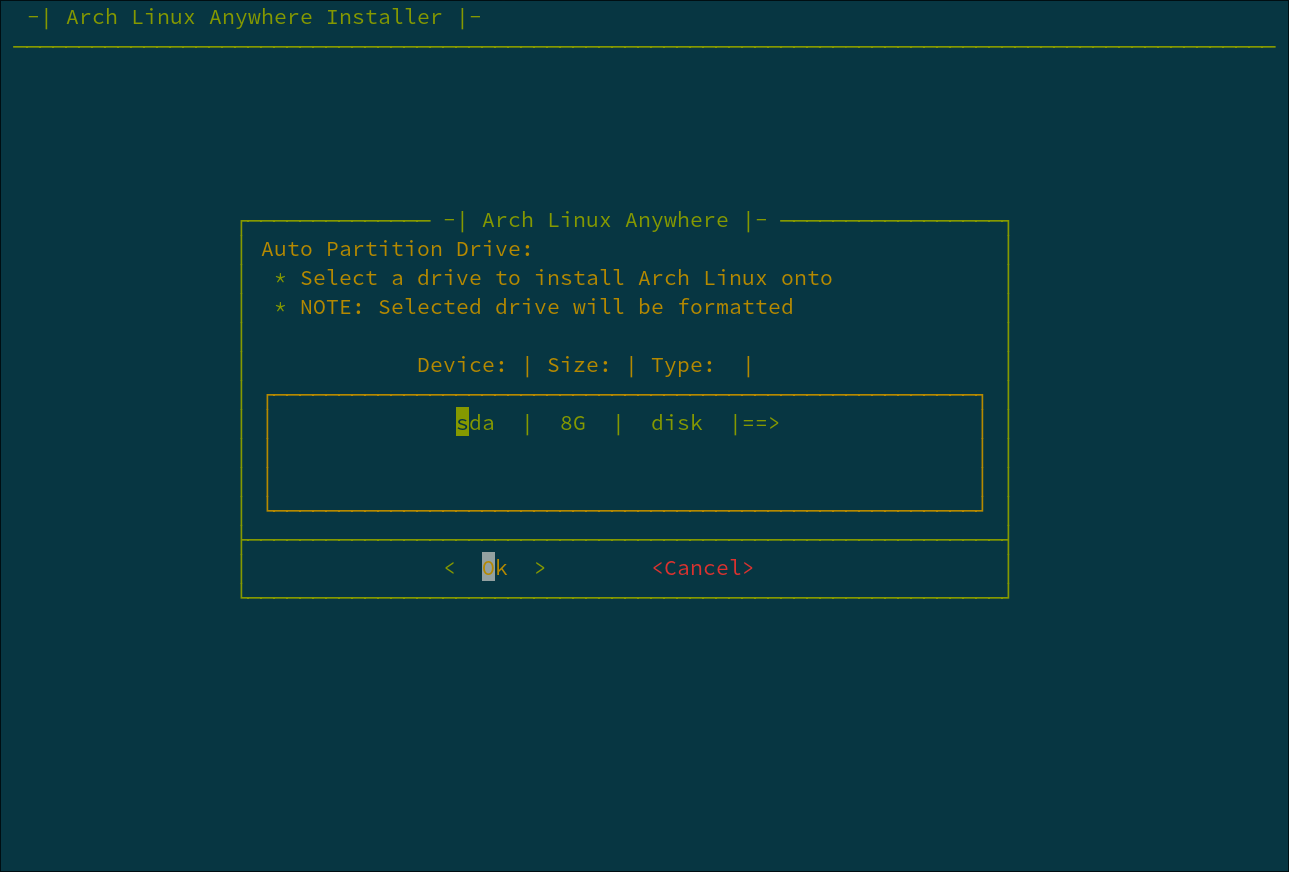 -| Arch Linux Anywhere Installer |-
-| Arch Linux Anywhere |-
Auto Partition Drive:
* Select a drive to install Arch Linux onto
* NOTE: Selected drive will be formatted
Device: | Size: | Type: |
sda | 8G | disk |==>
< Ok > <Cancel>